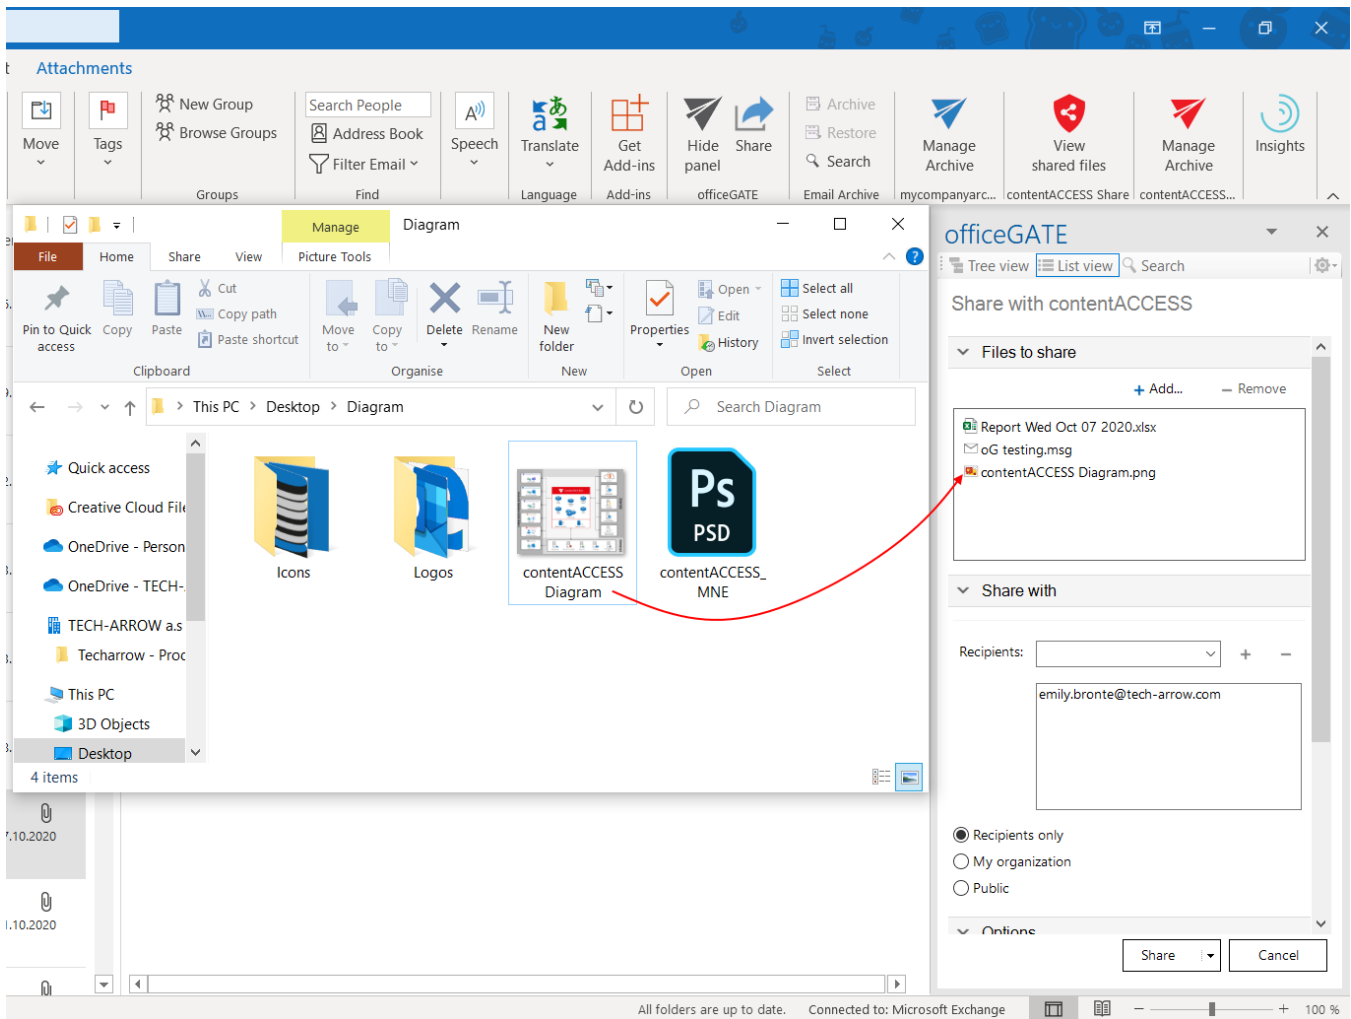 t Attachments
Move
Tags
New Group
Browse Groups
Groups
Search People
Address Book
Filter Email
Find
Speech
Translate
Language
Get
Add-ins
Add-ins
Hide
panel
Share
officeGATE
Archive
Restore
Search
Email Archive
Manage
Archive
mycompanyarc...
View
shared files
contentACCESS Share
Manage
Archive
contentACCESS...
Insights
Manage
Diagram
File
Home
Share
View
Picture Tools
Pin to Quick
access
Copy
Paste
Cut
Copy path
Paste shortcut
Clipboard
Move
to
Copy
to
Delete
Rename
Organise
New
folder
New
Properties
Open
Edit
History
Open
Select all
Select none
Invert selection
Select
This PC > Desktop > Diagram
Search Diagram
Quick access
Creative Cloud File
OneDrive - Person
OneDrive - TECH-
TECH-ARROW a.s
Techarrow - Proc
This PC
3D Objects
Desktop
Icons
Logos
contentACCESS
Diagram
Ps
PSD
contentACCESS_
MNE
4 items
7.10.2020
1.10.2020
officeGATE
Tree view
List view
Search
Share with contentACCESS
Files to share
+ Add...
— Remove
Report Wed Oct 07 2020.xlsx
oG testing.msg
contentACCESS Diagram.png
Share with
Recipients:
emily.bronte@tech-arrow.com
Recipients only
My organization
Public
Options
Share
Cancel
All folders are up to date.
Connected to: Microsoft Exchange
100 %